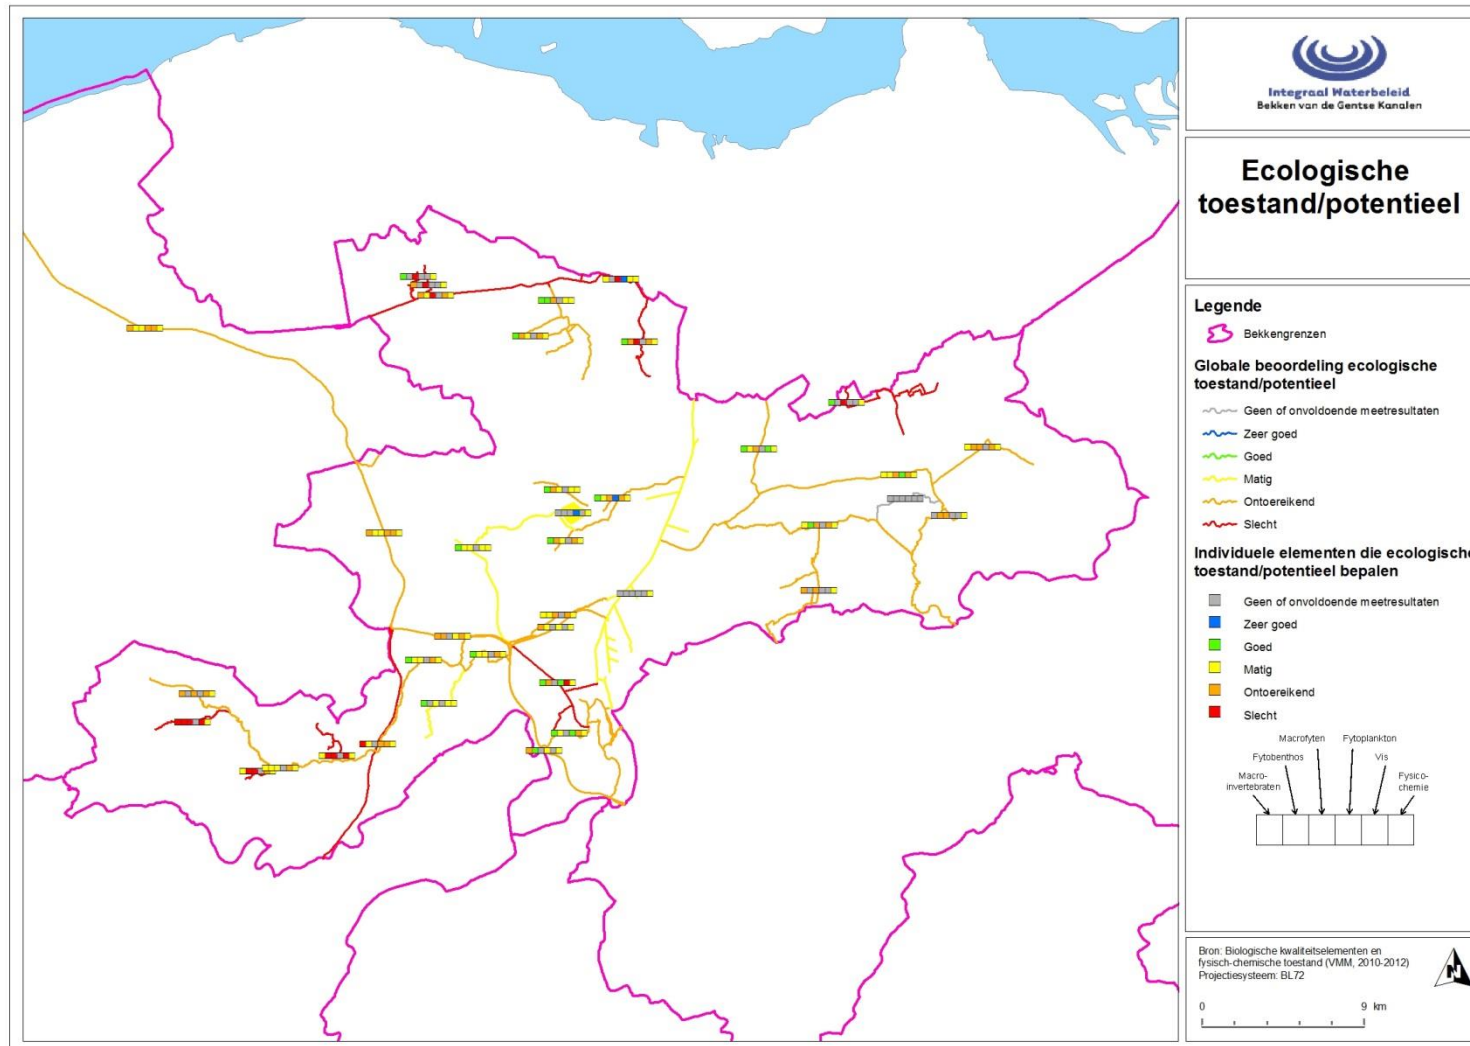 Integraal Waterbeleid
Bekken van de Gentse Kanalen
Ecologische
toestand/potentieel
Legende
Bekkengrenzen
Globale beoordeling ecologische
toestand/potentieel
Geen of onvoldoende meetresultaten
Zeer goed
Goed
Matig
Ontoereikend
Slecht
Individuele elementen die ecologische
toestand/potentieel bepalen
Geen of onvoldoende meetresultaten
Zeer goed
Goed
Matig
Ontoereikend
Slecht
Macrofyten
Fytoplankton
Fytobenthos
Vis
Macro-
invertebraten
Fysico-
chemie
Bron: Biologische kwaliteitselementen en
fysisch-chemische toestand (VMM, 2010-2012)
Projectiesysteem: BL72
N
0 9 km